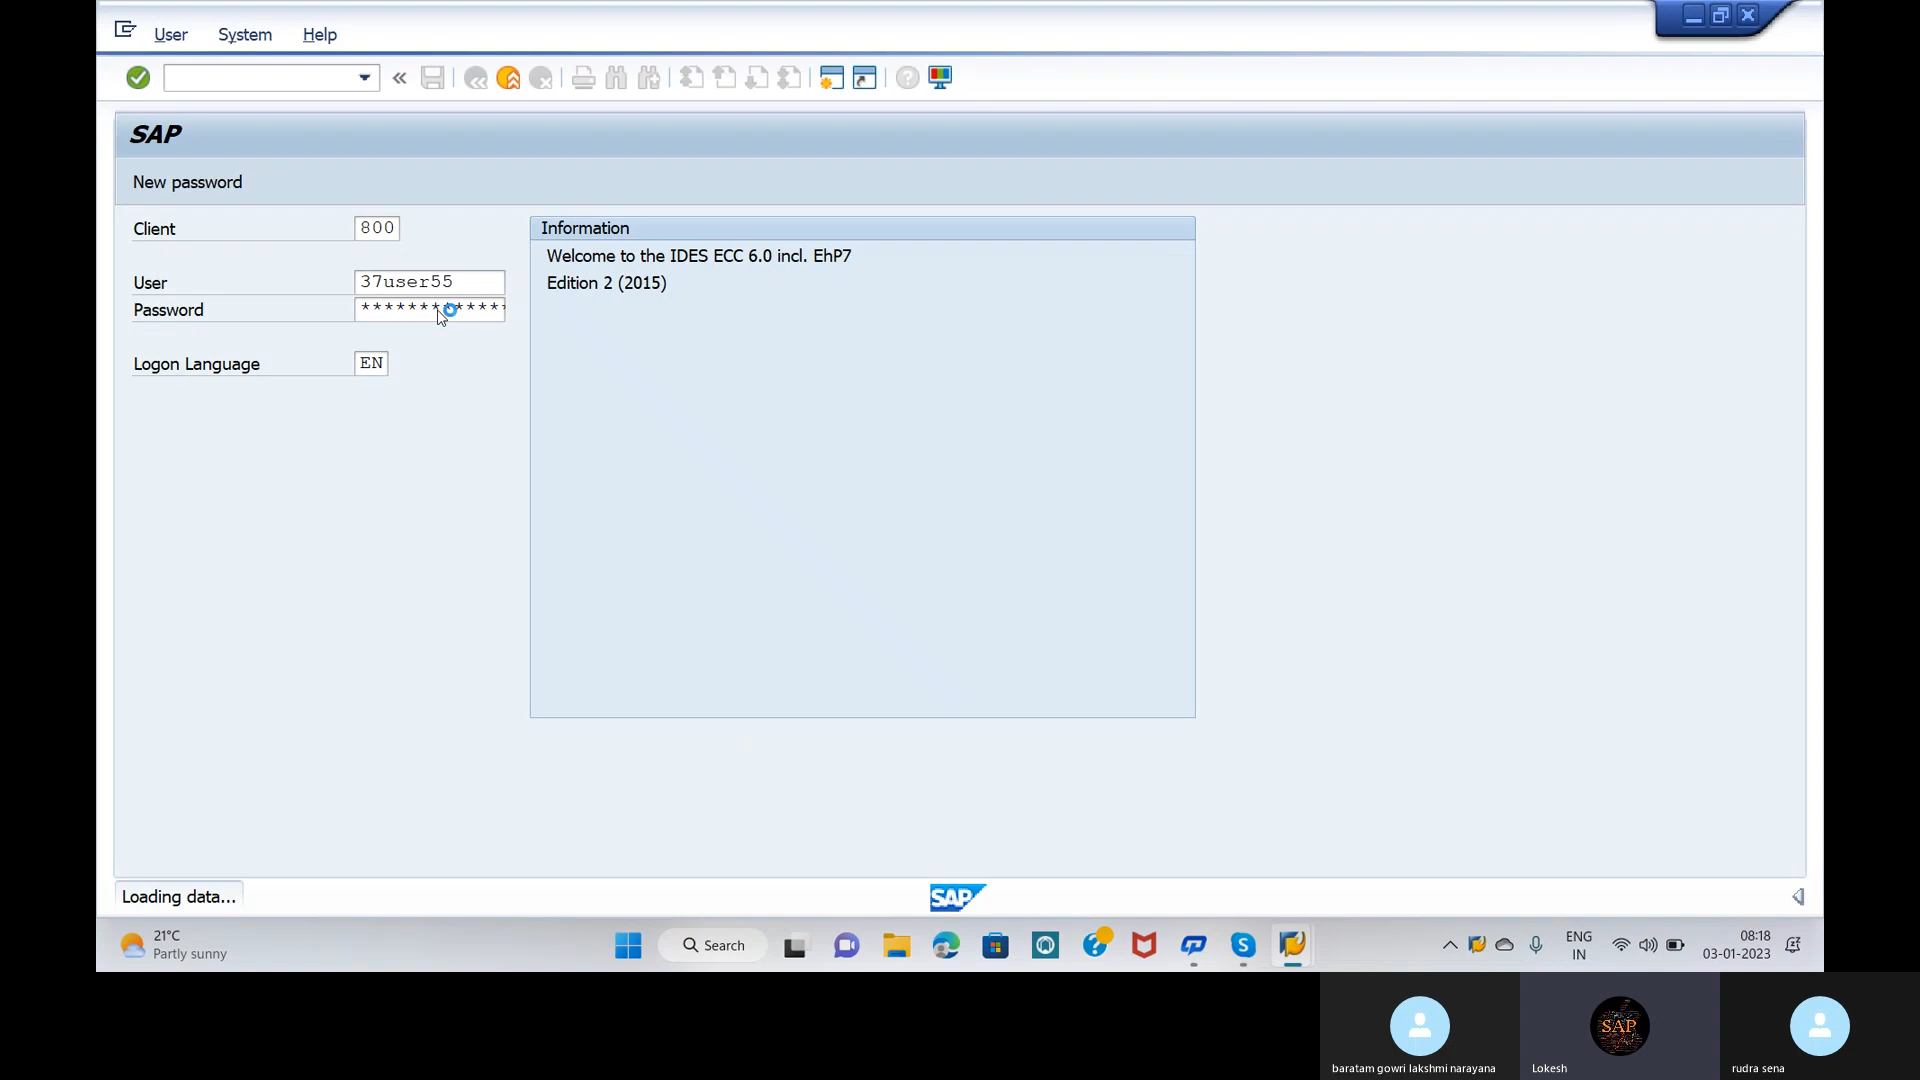 User System Help
SAP
New password
Client 800
User 37user55
Password *************
Logon Language EN
Information
Welcome to the IDES ECC 6.0 incl. EhP7
Edition 2 (2015)
Loading data...
SAP
21°C
Partly sunny
Search
ENG
IN
08:18
03-01-2023
SAP
baratam gowri lakshmi narayana
Lokesh
rudra sena